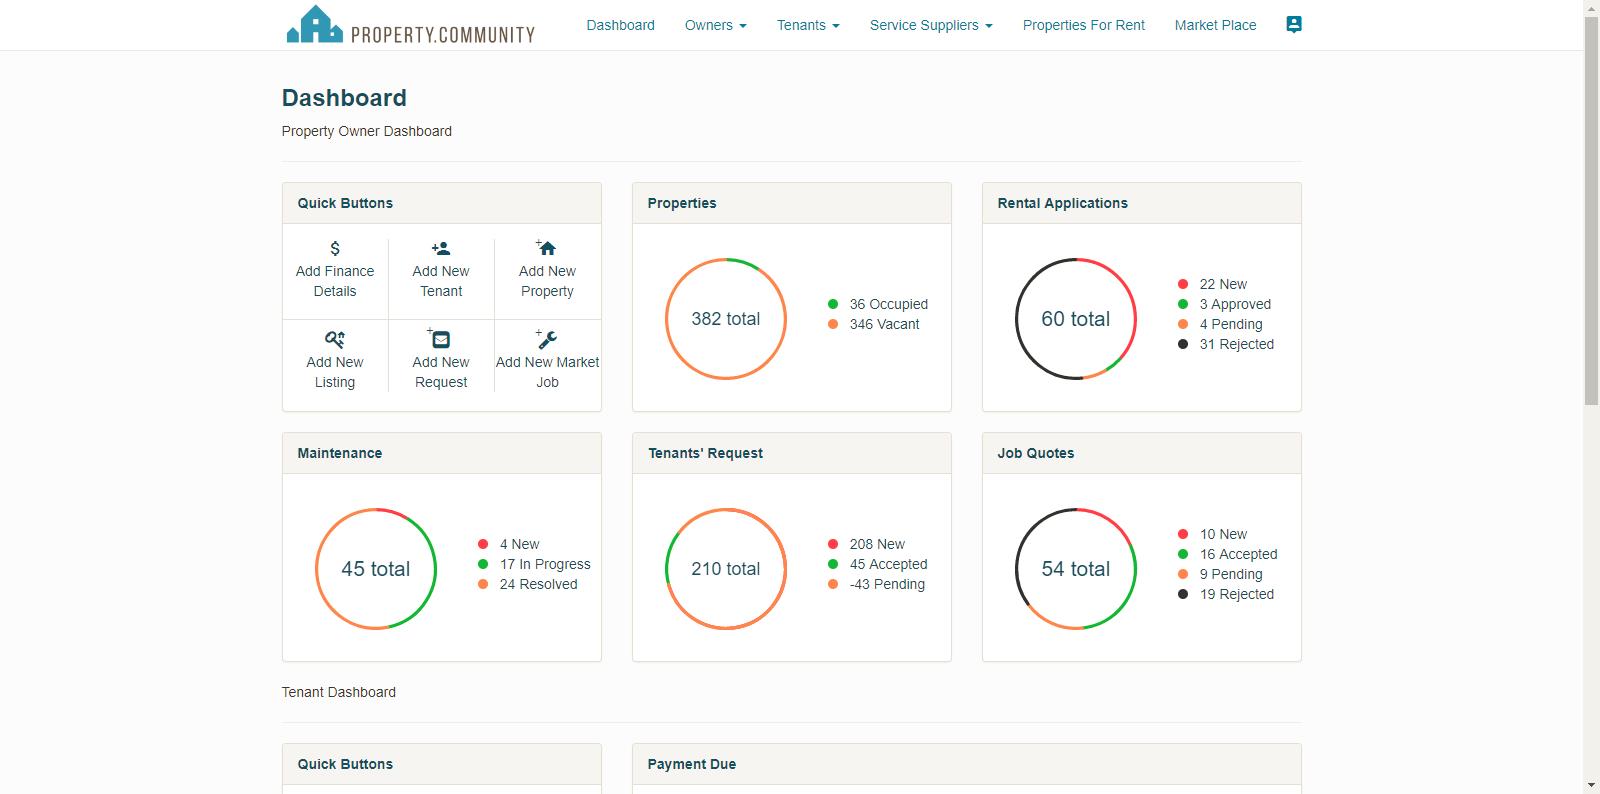 PROPERTY.COMMUNITY
Dashboard Owners Tenants Service Suppliers Properties For Rent Market Place
Dashboard
Property Owner Dashboard
Quick Buttons
$
Add Finance
Details
Add New
Tenant
Add New
Property
Add New
Listing
Add New
Request
Add New Market
Job
Properties
382 total
36 Occupied
346 Vacant
Rental Applications
60 total
22 New
3 Approved
4 Pending
31 Rejected
Maintenance
45 total
4 New
17 In Progress
24 Resolved
Tenants' Request
210 total
208 New
45 Accepted
-43 Pending
Job Quotes
54 total
10 New
16 Accepted
9 Pending
19 Rejected
Tenant Dashboard
Quick Buttons
Payment Due